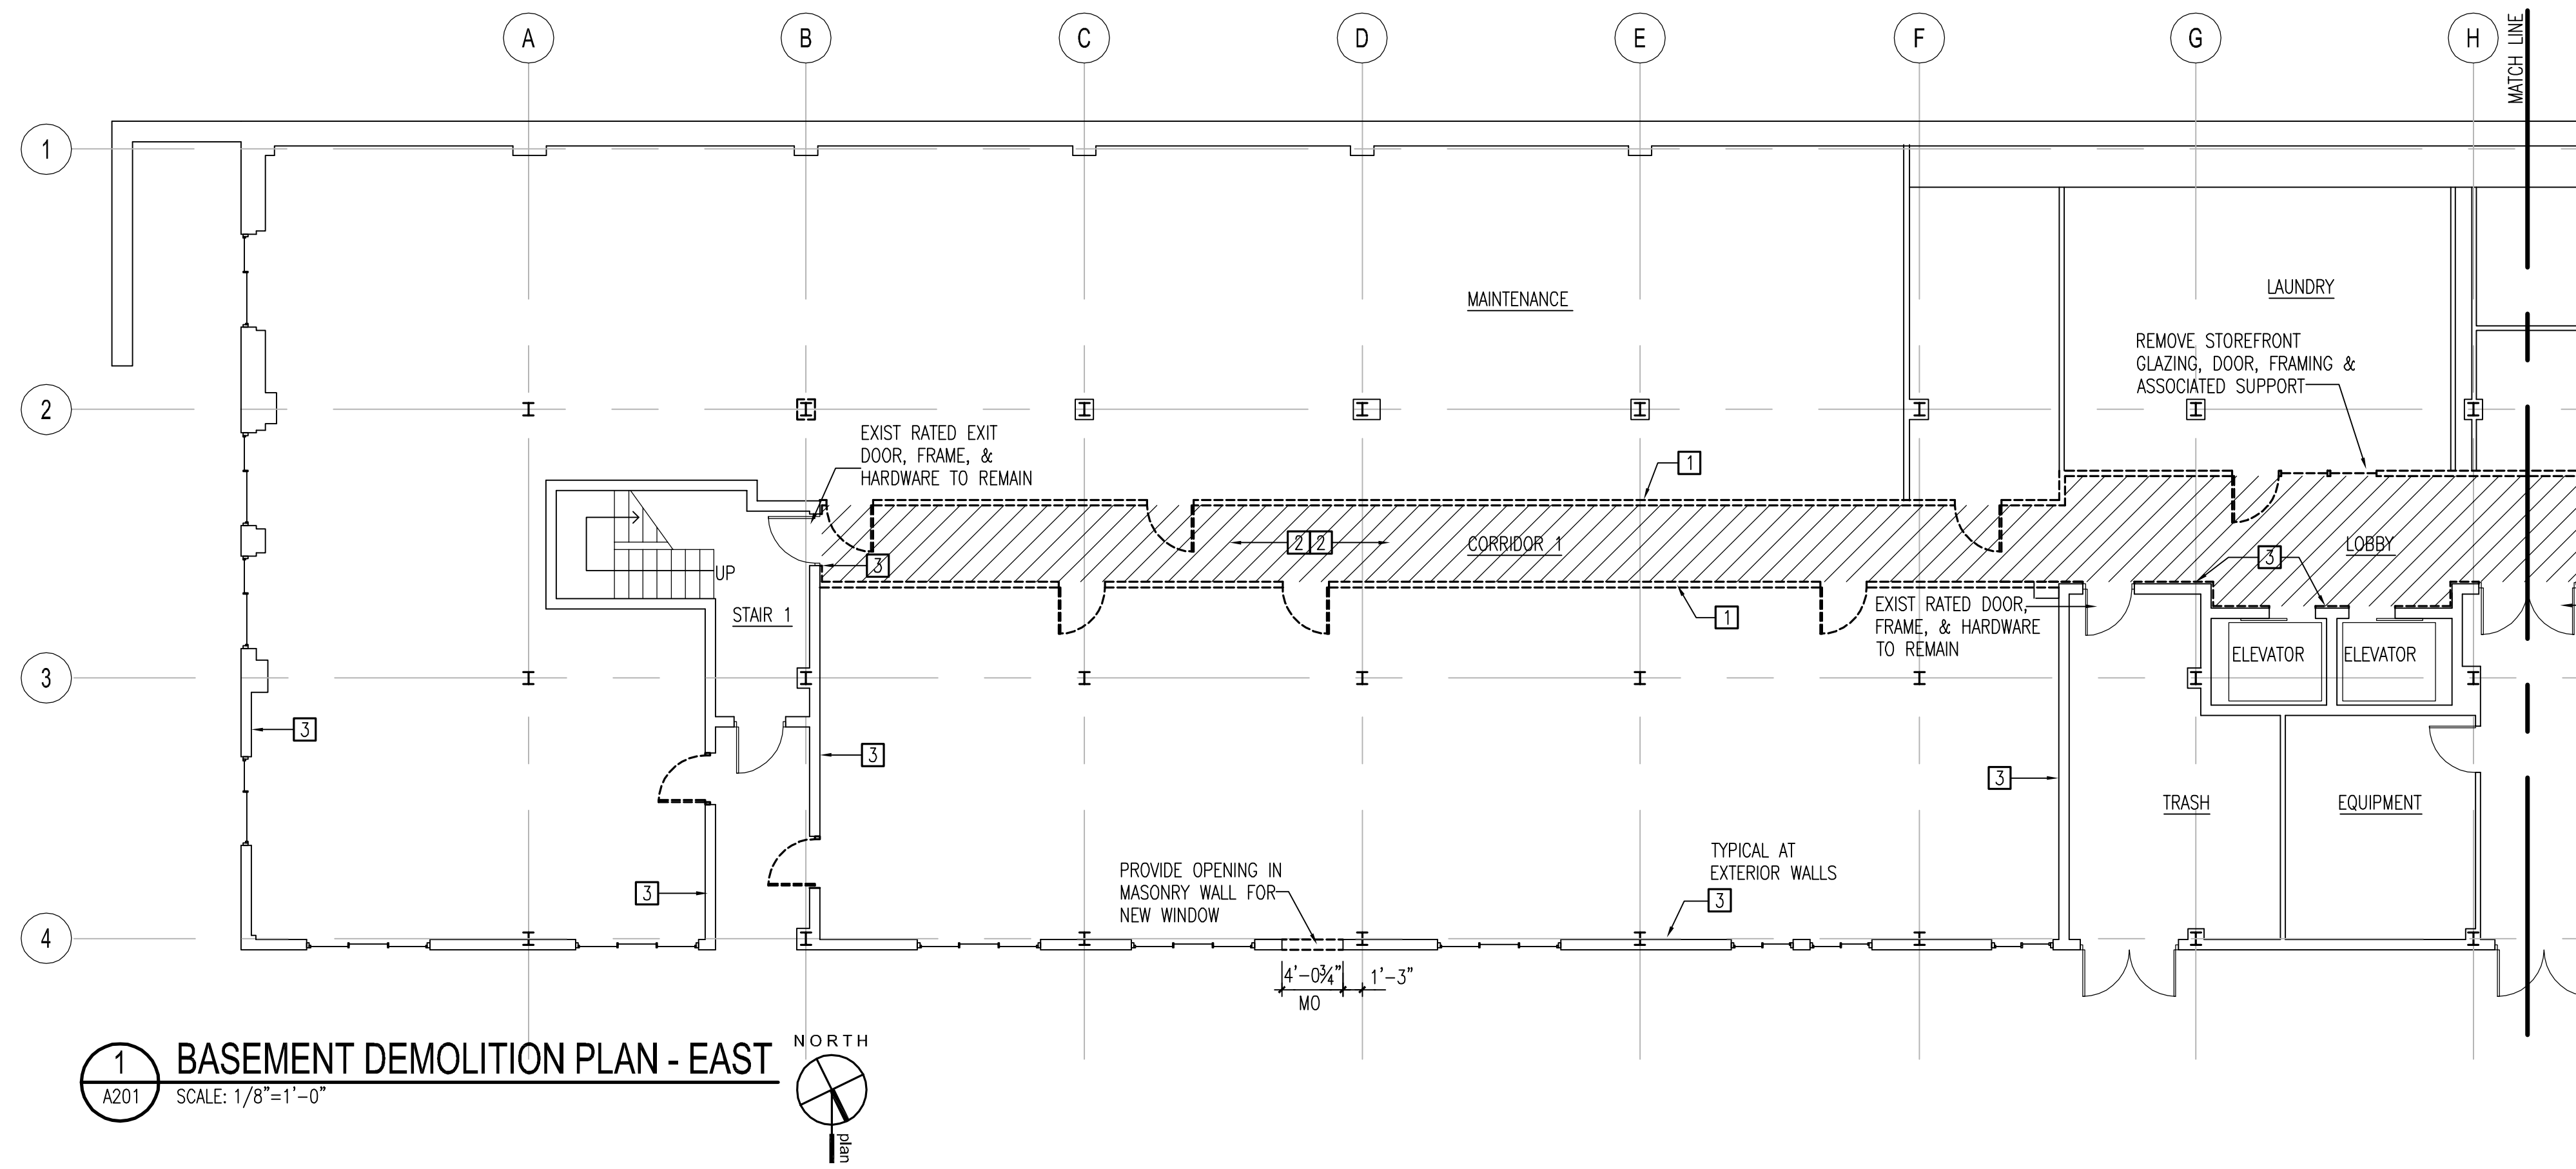 A
B
C
D
E
F
G
H
MATCH LINE
1
2
3
4
MAINTENANCE
LAUNDRY
REMOVE STOREFRONT
GLAZING, DOOR, FRAMING &
ASSOCIATED SUPPORT
EXIST RATED EXIT
DOOR, FRAME, &
HARDWARE TO REMAIN
1
2 2
CORRIDOR 1
LOBBY
3
3
UP
STAIR 1
1
EXIST RATED DOOR,
FRAME, & HARDWARE
TO REMAIN
ELEVATOR
ELEVATOR
3
3
3
TRASH
EQUIPMENT
3
PROVIDE OPENING IN
MASONRY WALL FOR
NEW WINDOW
TYPICAL AT
EXTERIOR WALLS
3
4'-0¾"
MO
1'-3"
1
A201
BASEMENT DEMOLITION PLAN - EAST
SCALE: 1/8"=1'-0"
NORTH
plan